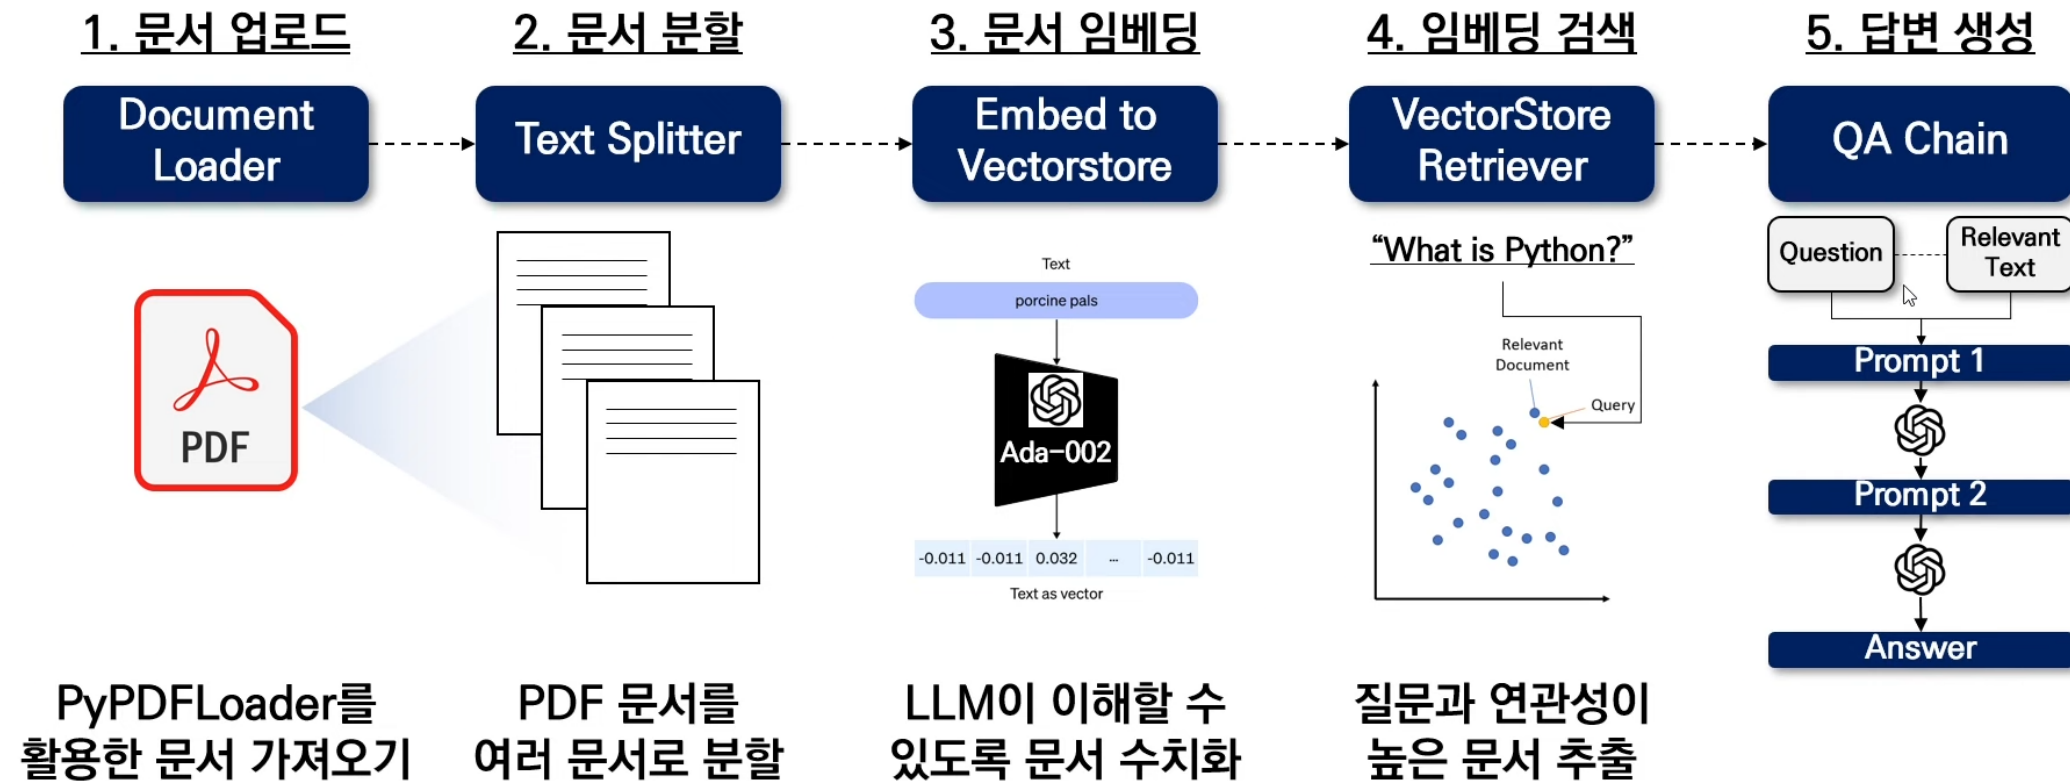 1. 문서 업로드
Document
Loader
PDF
PyPDFLoader를
활용한 문서 가져오기
2. 문서 분할
Text Splitter
PDF 문서를
여러 문서로 분할
3. 문서 임베딩
Embed to
Vectorstore
Text
porcine pals
Ada-002
-0.011 -0.011 0.032 ... -0.011
Text as vector
LLM이 이해할 수
있도록 문서 수치화
4. 임베딩 검색
VectorStore
Retriever
“What is Python?”
Relevant
Document
Query
질문과 연관성이
높은 문서 추출
5. 답변 생성
QA Chain
Question
Relevant
Text
Prompt 1
Prompt 2
Answer